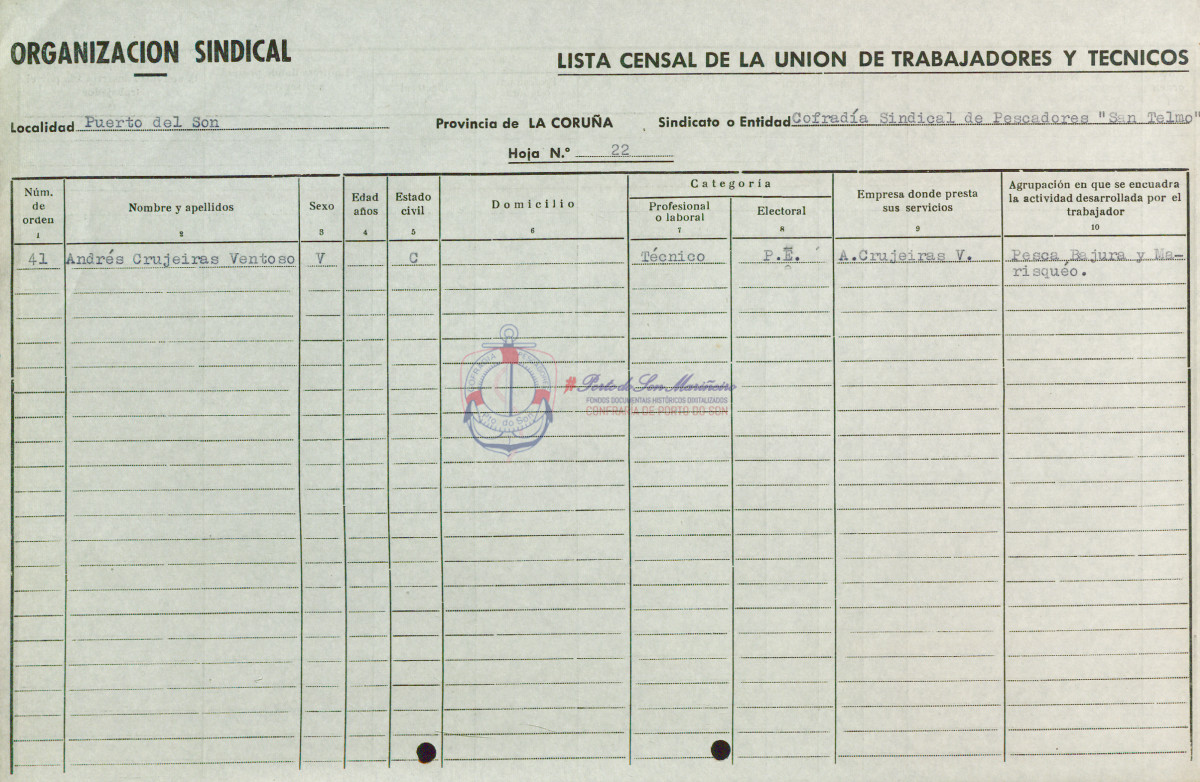 ORGANIZACION SINDICAL
LISTA CENSAL DE LA UNION DE TRABAJADORES Y TECNICOS
Localidad Puerto del Son Provincia de LA CORUÑA Sindicato o Entidad Cofradía Sindical de Pescadores "San Telmo"
Hoja N.º 22
Núm. de orden
1
Nombre y apellidos
2
Sexo
3
Edad años
4
Estado civil
5
Domicilio
6
Categoría
Profesional o laboral
7
Electoral
8
Empresa donde presta
sus servicios
9
Agrupación en que se encuadra
la actividad desarrollada por el
trabajador
10
41 Andrés Crujeiras Ventoso V C Técnico P.E. A.Crujeiras V. Pesca Bajura y Ma-
risqueo.
#Porto do Son Mariñeiro
FONDOS DOCUMENTAIS HISTÓRICOS DIXITALIZADOS
CONFRARÍA DE PORTO DO SON